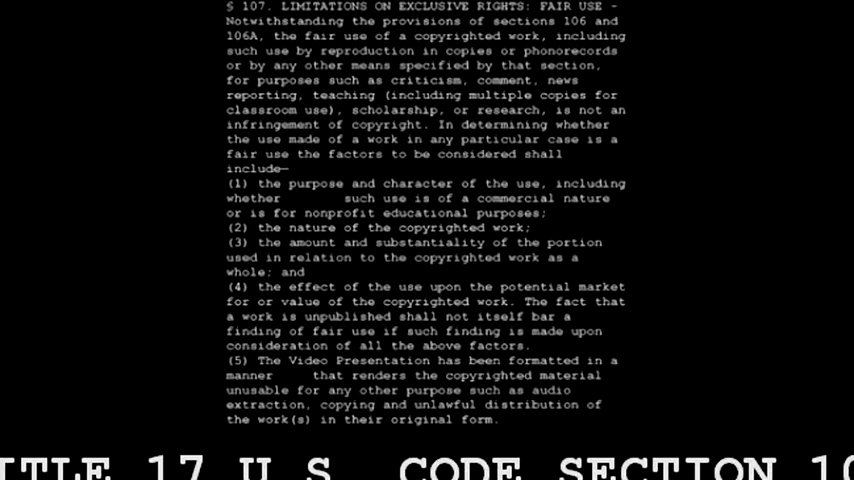 § 107. LIMITATIONS ON EXCLUSIVE RIGHTS: FAIR USE -
Notwithstanding the provisions of sections 106 and
106A, the fair use of a copyrighted work, including
such use by reproduction in copies or phonorecords
or by any other means specified by that section,
for purposes such as criticism, comment, news
reporting, teaching (including multiple copies for
classroom use), scholarship, or research, is not an
infringement of copyright. In determining whether
the use made of a work in any particular case is a
fair use the factors to be considered shall
include—
(1) the purpose and character of the use, including
whether such use is of a commercial nature
or is for nonprofit educational purposes;
(2) the nature of the copyrighted work;
(3) the amount and substantiality of the portion
used in relation to the copyrighted work as a
whole; and
(4) the effect of the use upon the potential market
for or value of the copyrighted work. The fact that
a work is unpublished shall not itself bar a
finding of fair use if such finding is made upon
consideration of all the above factors.
(5) The Video Presentation has been formatted in a
manner that renders the copyrighted material
unusable for any other purpose such as audio
extraction, copying and unlawful distribution of
the work(s) in their original form.
ITLE 17 U.S. CODE SECTION 10